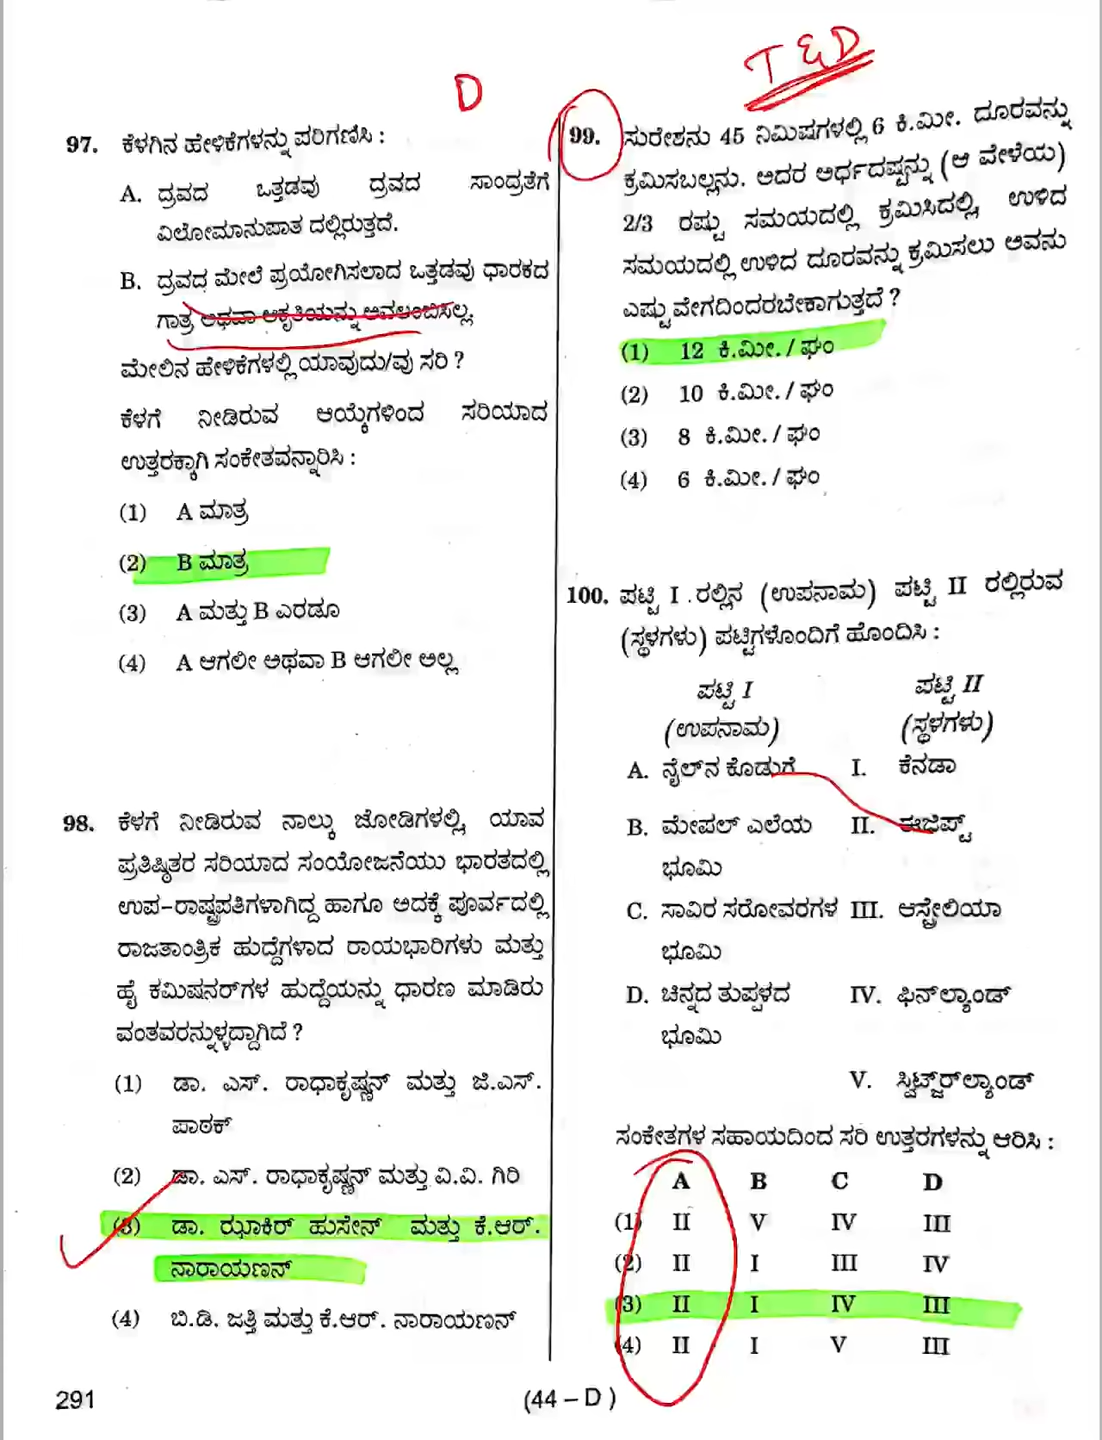 D
97. ಕೆಳಗಿನ ಹೇಳಿಕೆಗಳನ್ನು ಪರಿಗಣಿಸಿ :
A. ದ್ರವದ ಒತ್ತಡವು ದ್ರವದ ಸಾಂದ್ರತೆಗೆ
ವಿಲೋಮಾನುಪಾತ ದಲ್ಲಿರುತ್ತದೆ.
B. ದ್ರವದ ಮೇಲೆ ಪ್ರಯೋಗಿಸಲಾದ ಒತ್ತಡವು ಧಾರಕದ
ಗಾತ್ರ ಅಥವಾ ಆಕೃತಿಯನ್ನು ಅವಲಂಬಿಸಿಲ್ಲ.
ಮೇಲಿನ ಹೇಳಿಕೆಗಳಲ್ಲಿ ಯಾವುದು/ವು ಸರಿ ?
ಕೆಳಗೆ ನೀಡಿರುವ ಆಯ್ಕೆಗಳಿಂದ ಸರಿಯಾದ
ಉತ್ತರಕ್ಕಾಗಿ ಸಂಕೇತವನ್ನಾರಿಸಿ :
(1) A ಮಾತ್ರ
(2) B ಮಾತ್ರ
(3) A ಮತ್ತು B ಎರಡೂ
(4) A ಆಗಲೀ ಅಥವಾ B ಆಗಲೀ ಅಲ್ಲ
98. ಕೆಳಗೆ ನೀಡಿರುವ ನಾಲ್ಕು ಜೋಡಿಗಳಲ್ಲಿ, ಯಾವ
ಪ್ರತಿಷ್ಠಿತರ ಸರಿಯಾದ ಸಂಯೋಜನೆಯು ಭಾರತದಲ್ಲಿ
ಉಪ-ರಾಷ್ಟ್ರಪತಿಗಳಾಗಿದ್ದ ಹಾಗೂ ಅದಕ್ಕೆ ಪೂರ್ವದಲ್ಲಿ
ರಾಜತಾಂತ್ರಿಕ ಹುದ್ದೆಗಳಾದ ರಾಯಭಾರಿಗಳು ಮತ್ತು
ಹೈ ಕಮಿಷನರ್‌ಗಳ ಹುದ್ದೆಯನ್ನು ಧಾರಣ ಮಾಡಿರು
ವಂತವರನ್ನುಳ್ಳದ್ದಾಗಿದೆ ?
(1) ಡಾ. ಎಸ್. ರಾಧಾಕೃಷ್ಣನ್ ಮತ್ತು ಜಿ.ಎಸ್.
ಪಾಠಕ್
(2) ಡಾ. ಎಸ್. ರಾಧಾಕೃಷ್ಣನ್ ಮತ್ತು ವಿ.ವಿ. ಗಿರಿ
(3) ಡಾ. ಝಾಕಿರ್ ಹುಸೇನ್ ಮತ್ತು ಕೆ.ಆರ್.
ನಾರಾಯಣನ್
(4) ಬಿ.ಡಿ. ಜತ್ತಿ ಮತ್ತು ಕೆ.ಆರ್. ನಾರಾಯಣನ್
T & D
99. ಸುರೇಶನು 45 ನಿಮಿಷಗಳಲ್ಲಿ 6 ಕಿ.ಮೀ. ದೂರವನ್ನು
ಕ್ರಮಿಸಬಲ್ಲನು. ಅದರ ಅರ್ಧದಷ್ಟನ್ನು (ಆ ವೇಳೆಯ)
2/3 ರಷ್ಟು ಸಮಯದಲ್ಲಿ ಕ್ರಮಿಸಿದಲ್ಲಿ, ಉಳಿದ
ಸಮಯದಲ್ಲಿ ಉಳಿದ ದೂರವನ್ನು ಕ್ರಮಿಸಲು ಅವನು
ಎಷ್ಟು ವೇಗದಿಂದರಬೇಕಾಗುತ್ತದೆ ?
(1) 12 ಕಿ.ಮೀ. / ಘಂ
(2) 10 ಕಿ.ಮೀ. / ಘಂ
(3) 8 ಕಿ.ಮೀ. / ಘಂ
(4) 6 ಕಿ.ಮೀ. / ಘಂ
100. ಪಟ್ಟಿ I ರಲ್ಲಿನ (ಉಪನಾಮ) ಪಟ್ಟಿ II ರಲ್ಲಿರುವ
(ಸ್ಥಳಗಳು) ಪಟ್ಟಿಗಳೊಂದಿಗೆ ಹೊಂದಿಸಿ :
ಪಟ್ಟಿ I ಪಟ್ಟಿ II
(ಉಪನಾಮ) (ಸ್ಥಳಗಳು)
A. ನೈಲ್‌ನ ಕೊಡುಗೆ I. ಕೆನಡಾ
B. ಮೇಪಲ್ ಎಲೆಯ II. ಈಜಿಪ್ಟ್
ಭೂಮಿ
C. ಸಾವಿರ ಸರೋವರಗಳ III. ಆಸ್ಟ್ರೇಲಿಯಾ
ಭೂಮಿ
D. ಚಿನ್ನದ ತುಪ್ಪಳದ IV. ಫಿನ್‌ಲ್ಯಾಂಡ್
ಭೂಮಿ
V. ಸ್ವಿಟ್ಜರ್‌ಲ್ಯಾಂಡ್
ಸಂಕೇತಗಳ ಸಹಾಯದಿಂದ ಸರಿ ಉತ್ತರಗಳನ್ನು ಆರಿಸಿ :
A B C D
(1) II V IV III
(2) II I III IV
(3) II I IV III
(4) II I V III
291
(44 – D )